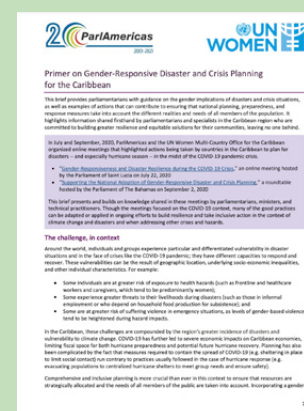 20 ParlAmericas
2001-2021
UN
WOMEN
Primer on Gender-Responsive Disaster and Crisis Planning
for the Caribbean
This brief provides parliamentarians with guidance on the gender implications of disasters and crisis situations,
as well as examples of actions that can contribute to ensuring that national planning, preparedness, and
response measures take into account the different realities and needs of all members of the population. It
highlights information shared firsthand by parliamentarians and specialists in the Caribbean region who are
committed to building greater resilience and equitable solutions for their communities, leaving no one behind.
In July and September, 2020, ParlAmericas and the UN Women Multi-Country Office for the Caribbean
organized online meetings that highlighted actions being taken by countries in the Caribbean to plan for
disasters – and especially hurricane season – in the midst of the COVID-19 pandemic crisis.
• "Gender-Responsive Disaster Resilience during the COVID-19 Crisis," an online meeting hosted
by the Parliament of Saint Lucia on July 22, 2020
• "Supporting the National Adoption of Gender-Responsive Disaster and Crisis Planning," a roundtable
hosted by the Parliament of The Bahamas on September 2, 2020
This brief presents and builds on knowledge shared in these meetings by parliamentarians, ministers, and
technical practitioners. Though the meetings focused on the COVID-19 context, many of the good practices
can be adapted or applied in ongoing efforts to build resilience and take inclusive action in the context of
climate change and disasters and when addressing other crises and hazards.
The challenge, in context
Around the world, individuals and groups experience particular and differentiated vulnerability in disaster
situations and in the face of crises like the COVID-19 pandemic; they have different capacities to respond and
recover. These vulnerabilities can be the result of geographic location, underlying socio-economic inequalities,
and other individual characteristics. For example:
• Some individuals are at greater risk of exposure to health hazards (such as frontline and healthcare
workers and caregivers, which tend to be predominantly women);
• Some experience greater threats to their livelihoods during disasters (such as those in informal
employment or who depend on household food production for subsistence); and
• Some are at greater risk of suffering violence in emergency situations, as levels of gender-based violence
tend to be heightened during hazard impacts.
In the Caribbean, these challenges are compounded by the region's greater incidence of disasters and
vulnerability to climate change. COVID-19 has further led to severe economic impacts on Caribbean economies,
limiting fiscal space for both hurricane preparedness and potential future hurricane recovery. Planning has also
been complicated by the fact that measures required to contain the spread of COVID-19 (e.g. sheltering in place
to limit social contact) run contrary to practices usually followed in the case of hurricane response (e.g.
evacuating populations to centralized hurricane shelters to meet group needs and ensure safety).
Comprehensive and inclusive planning is more crucial than ever in this context to ensure that resources are
strategically allocated and the needs of all members of the public are taken into account. Incorporating a gender